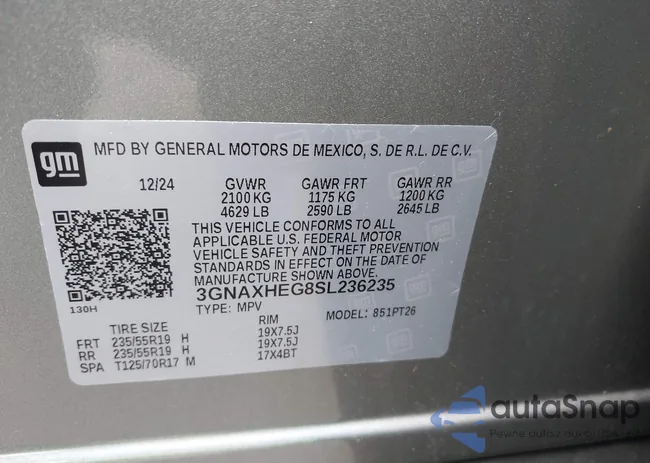 gm MFD BY GENERAL MOTORS DE MEXICO, S. DE R.L. DE C.V.
12/24 GVWR GAWR FRT GAWR RR
2100 KG 1175 KG 1200 KG
4629 LB 2590 LB 2645 LB
THIS VEHICLE CONFORMS TO ALL
APPLICABLE U.S. FEDERAL MOTOR
VEHICLE SAFETY AND THEFT PREVENTION
STANDARDS IN EFFECT ON THE DATE OF
MANUFACTURE SHOWN ABOVE.
3GNAXHEG8SL236235
130H TYPE: MPV MODEL: 851PT26
TIRE SIZE RIM
FRT 235/55R19 H 19X7.5J
RR 235/55R19 H 19X7.5J
SPA T125/70R17 M 17X4BT
autaSnap
Pewne auto z